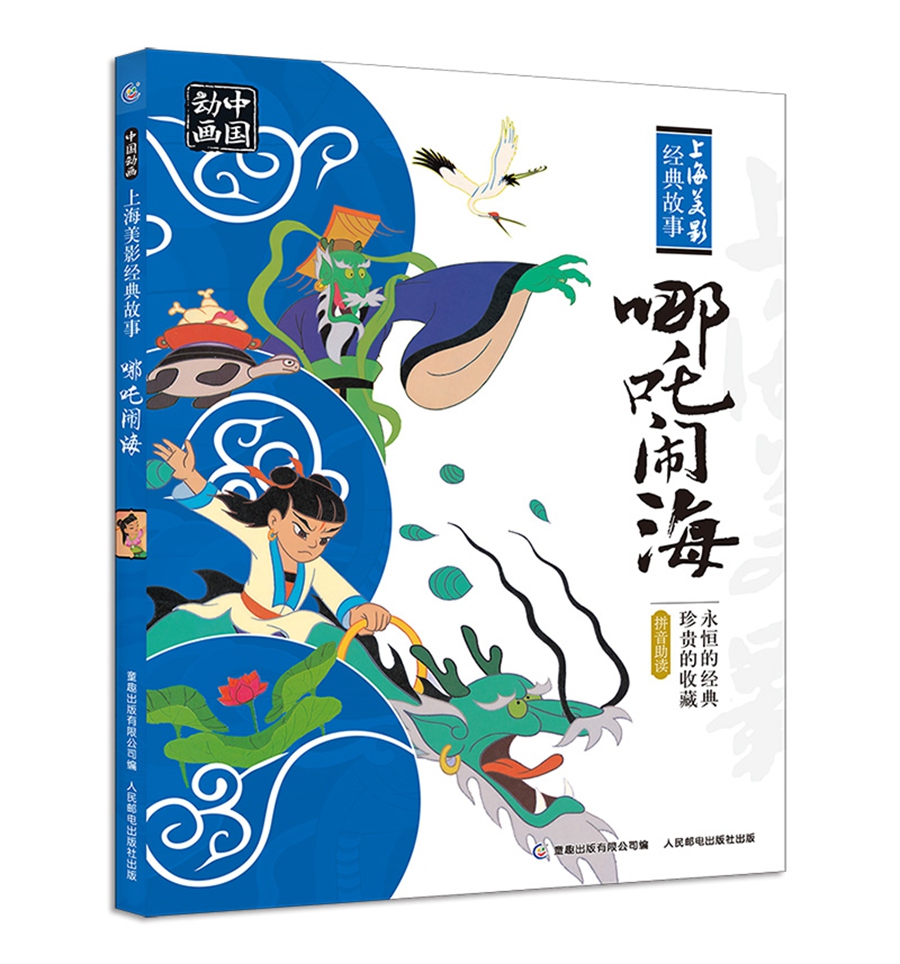 中国动画
上海美影经典故事
哪吒闹海
童趣出版有限公司编 人民邮电出版社出版
中国
动画
上海美影
经典故事
哪吒闹海
永恒的经典
珍贵的收藏
拼音助读
童趣出版有限公司编 人民邮电出版社出版
上海美影